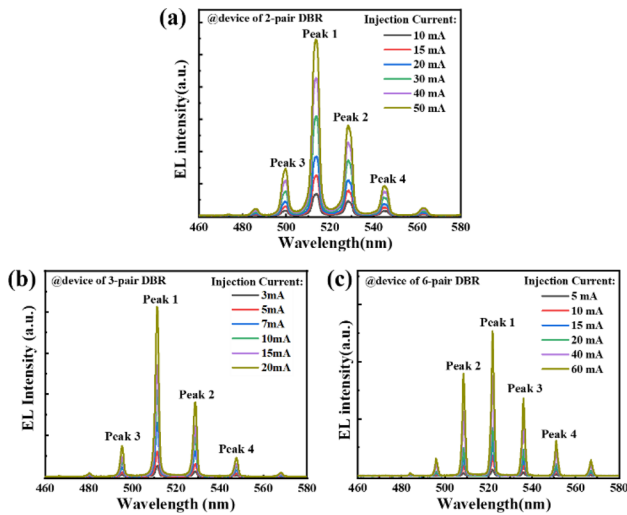 (a)
@device of 2-pair DBR
Injection Current:
10 mA
15 mA
20 mA
30 mA
40 mA
50 mA
Peak 1
Peak 2
Peak 3
Peak 4
EL intensity(a.u.)
460 480 500 520 540 560 580
Wavelength(nm)
(b)
@device of 3-pair DBR
Injection Current:
3mA
5mA
7mA
10mA
15mA
20mA
Peak 1
Peak 2
Peak 3
Peak 4
EL Intensity (a.u.)
460 480 500 520 540 560 580
Wavelength (nm)
(c)
@device of 6-pair DBR
Injection Current:
5 mA
10 mA
15 mA
20 mA
40 mA
60 mA
Peak 1
Peak 2
Peak 3
Peak 4
EL intensity(a.u.)
460 480 500 520 540 560 580
Wavelength(nm)